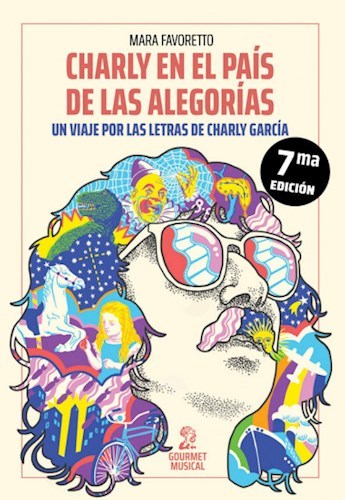 MARA FAVORETTO
CHARLY EN EL PAÍS
DE LAS ALEGORÍAS
UN VIAJE POR LAS LETRAS DE CHARLY GARCÍA
7ma
EDICIÓN
GOURMET
MUSICAL